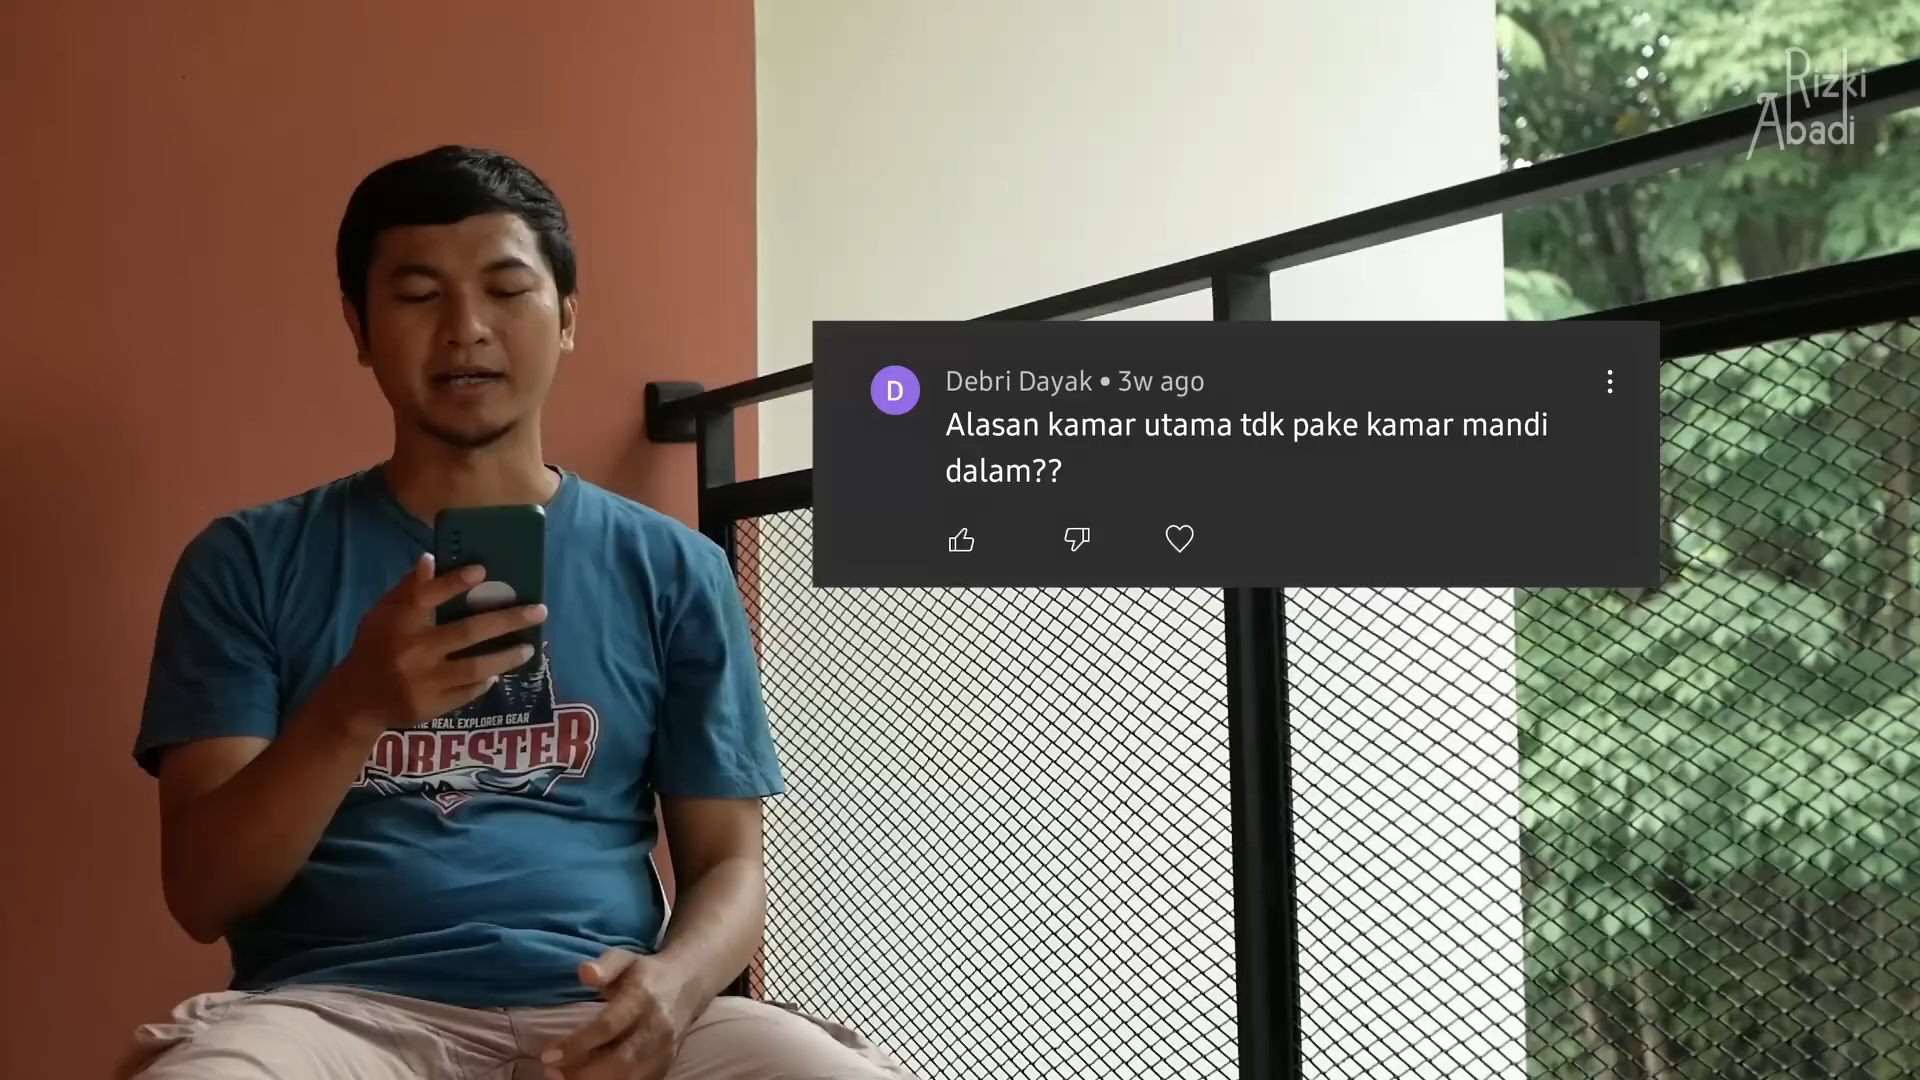 Rizki
Abadi
D
Debri Dayak • 3w ago
Alasan kamar utama tdk pake kamar mandi
dalam??
THE REAL EXPLORER GEAR
FORESTER